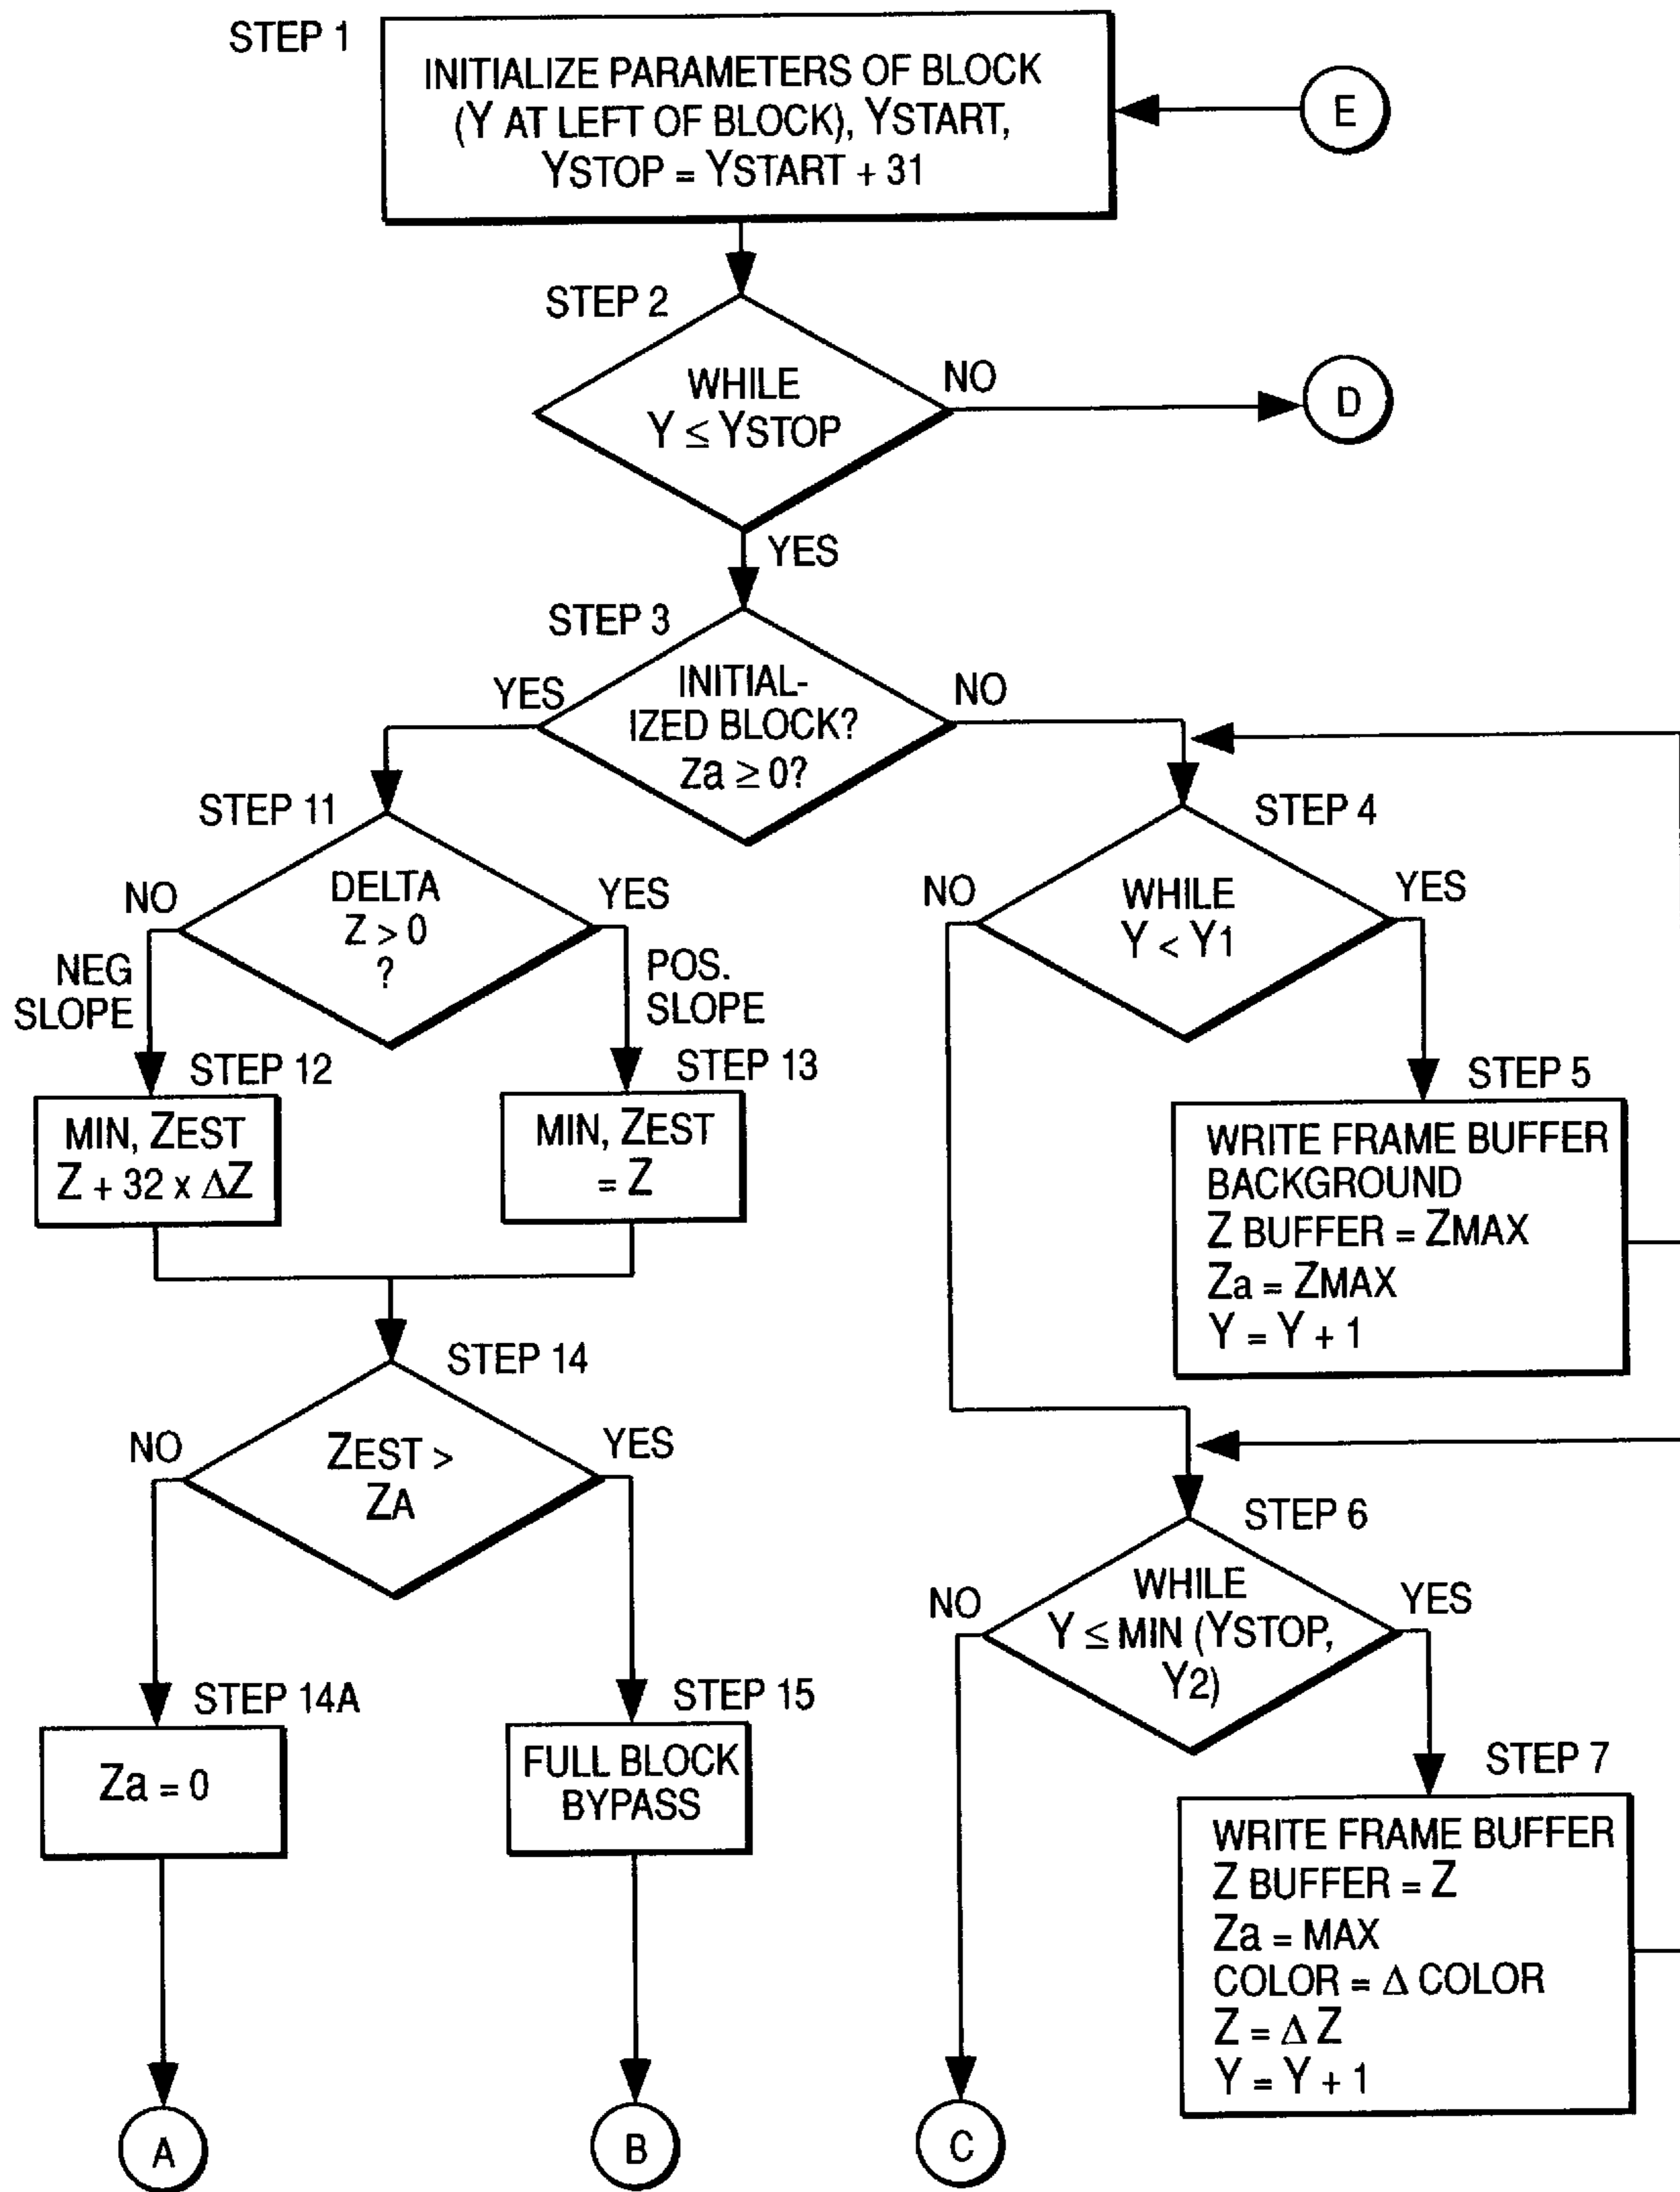 STEP 1
INITIALIZE PARAMETERS OF BLOCK
(Y AT LEFT OF BLOCK), YSTART,
YSTOP = YSTART + 31
E
STEP 2
WHILE
Y ≤ YSTOP
NO
D
YES
STEP 3
INITIAL-
IZED BLOCK?
Za ≥ 0?
YES
NO
STEP 11
DELTA
Z > 0
?
NO
YES
NEG
SLOPE
POS.
SLOPE
STEP 4
WHILE
Y < Y1
NO
YES
STEP 12
MIN, ZEST
Z + 32 x ΔZ
STEP 13
MIN, ZEST
= Z
STEP 5
WRITE FRAME BUFFER
BACKGROUND
Z BUFFER = ZMAX
Za = ZMAX
Y = Y + 1
STEP 14
ZEST >
ZA
NO
YES
STEP 6
WHILE
Y ≤ MIN (YSTOP,
Y2)
NO
YES
STEP 14A
Za = 0
STEP 15
FULL BLOCK
BYPASS
STEP 7
WRITE FRAME BUFFER
Z BUFFER = Z
Za = MAX
COLOR = Δ COLOR
Z = Δ Z
Y = Y + 1
A
B
C